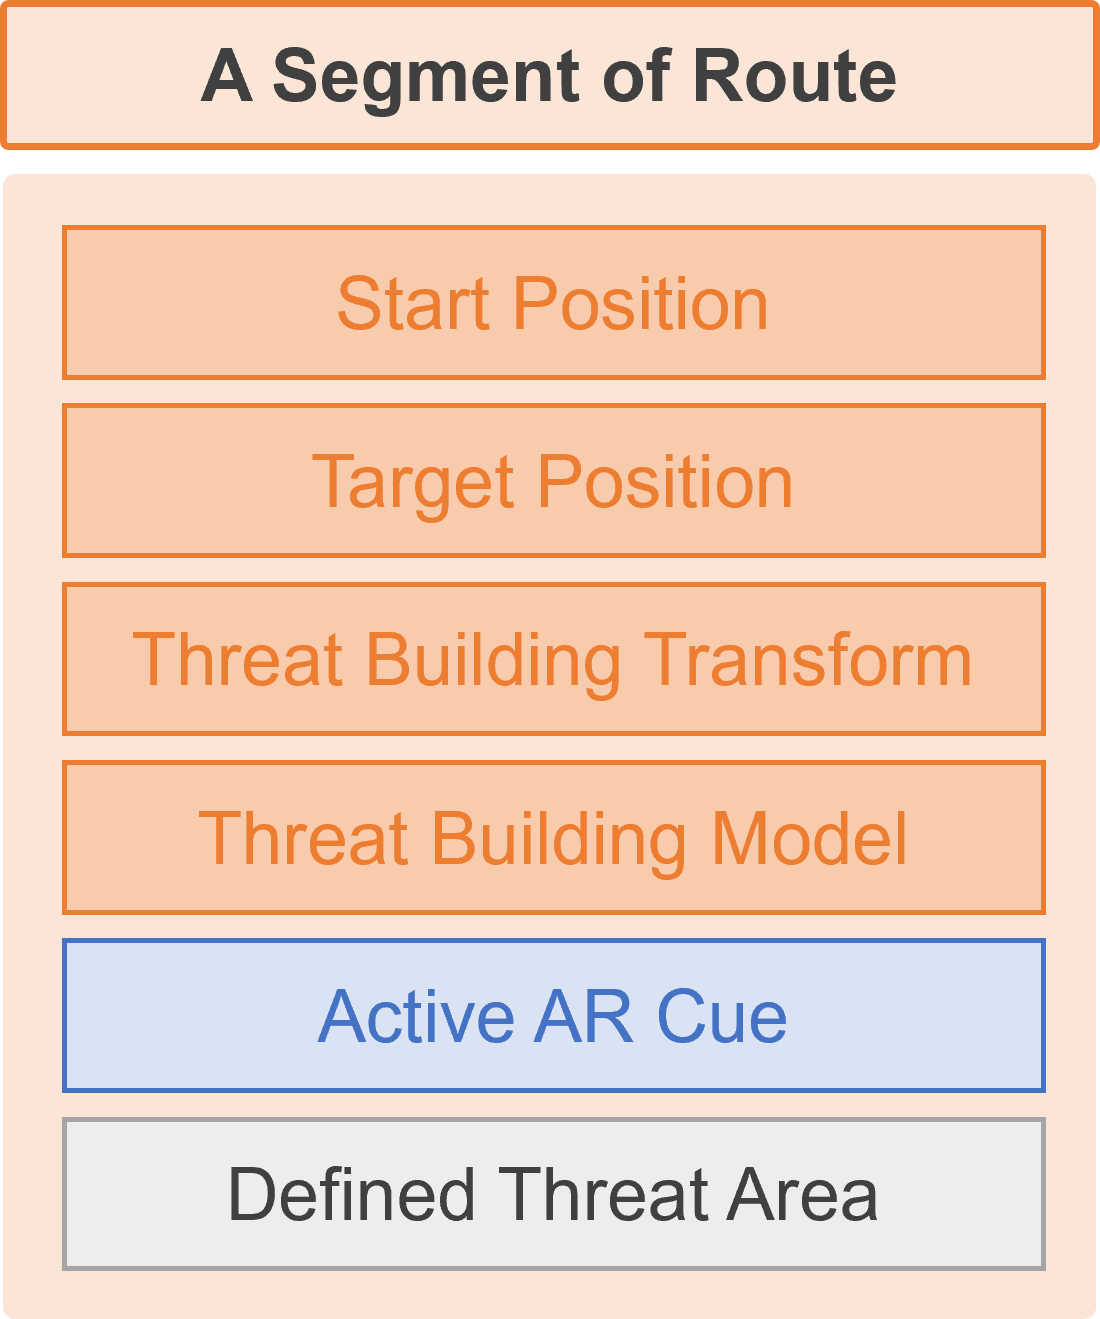 A Segment of Route
Start Position
Target Position
Threat Building Transform
Threat Building Model
Active AR Cue
Defined Threat Area